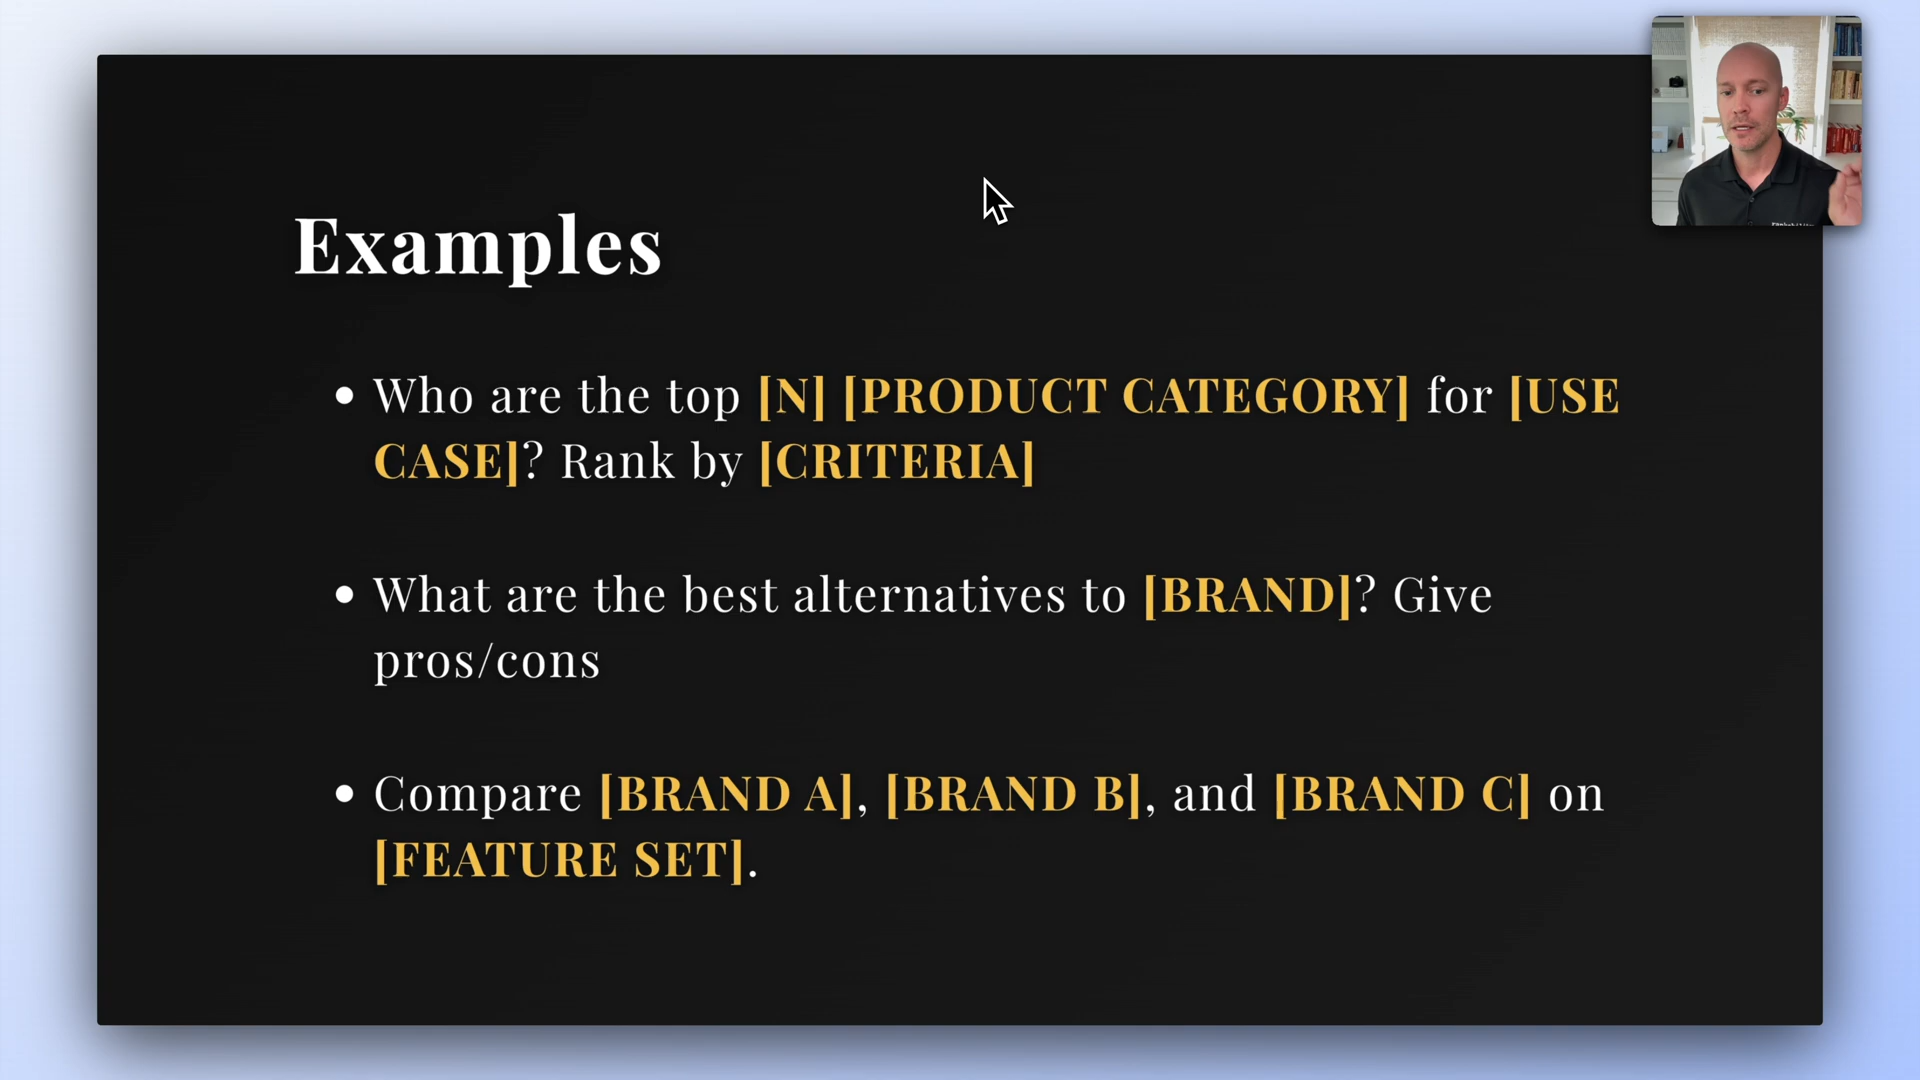 Examples
• Who are the top [N] [PRODUCT CATEGORY] for [USE
CASE]? Rank by [CRITERIA]
• What are the best alternatives to [BRAND]? Give
pros/cons
• Compare [BRAND A], [BRAND B], and [BRAND C] on
[FEATURE SET].